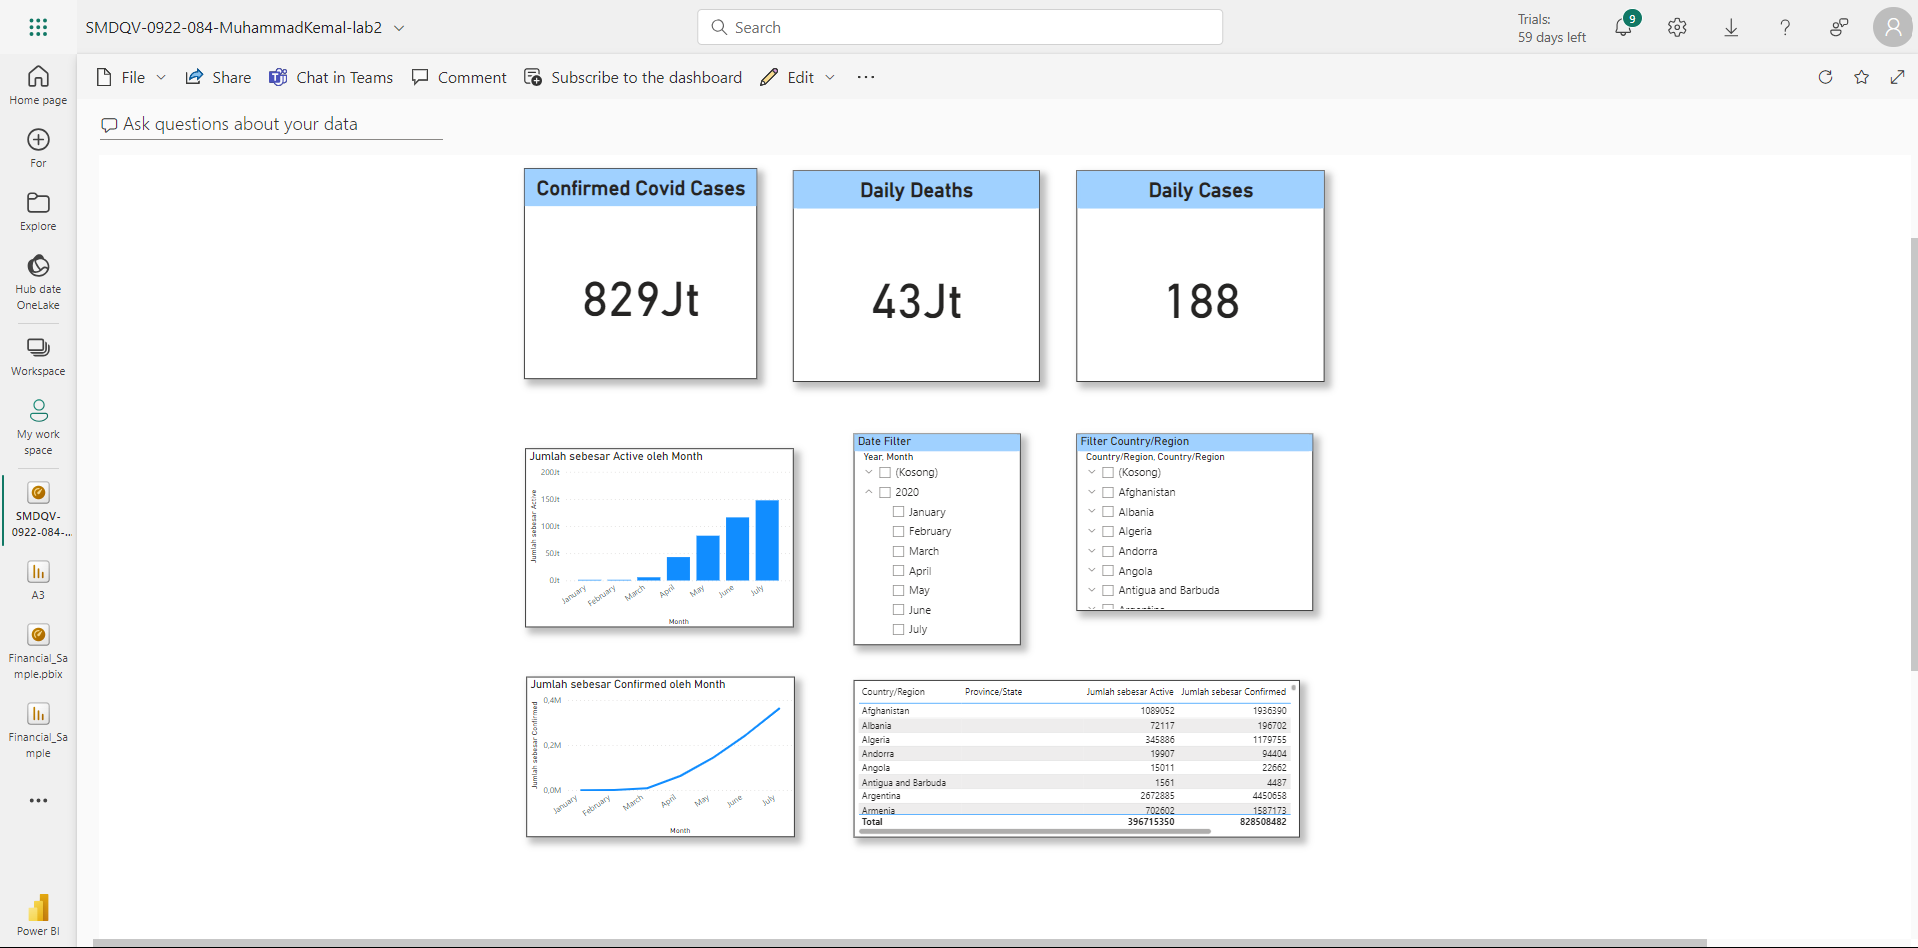 SMDQV-0922-084-MuhammadKemal-lab2
Search
Trials:
59 days left
9
File
Share
Chat in Teams
Comment
Subscribe to the dashboard
Edit
Ask questions about your data
Home page
For
Explore
Hub date
OneLake
Workspace
My work
space
SMDQV-
0922-084-...
A3
Financial_Sa
mple.pbix
Financial_Sa
mple
Power BI
Confirmed Covid Cases
829Jt
Daily Deaths
43Jt
Daily Cases
188
Jumlah sebesar Active oleh Month
Jumlah sebesar Active
200Jt
150Jt
100Jt
50Jt
0Jt
January
February
March
April
May
June
July
Month
Date Filter
Year, Month
(Kosong)
2020
January
February
March
April
May
June
July
Filter Country/Region
Country/Region, Country/Region
(Kosong)
Afghanistan
Albania
Algeria
Andorra
Angola
Antigua and Barbuda
Argentina
Jumlah sebesar Confirmed oleh Month
Jumlah sebesar Confirmed
0,4M
0,2M
0,0M
January
February
March
April
May
June
July
Month
Country/Region Province/State Jumlah sebesar Active Jumlah sebesar Confirmed
Afghanistan 1089052 1936390
Albania 72117 196702
Algeria 345886 1179755
Andorra 19907 94404
Angola 15011 22662
Antigua and Barbuda 1561 4487
Argentina 2672885 4450658
Armenia 702602 1587173
Total 396715350 828508482